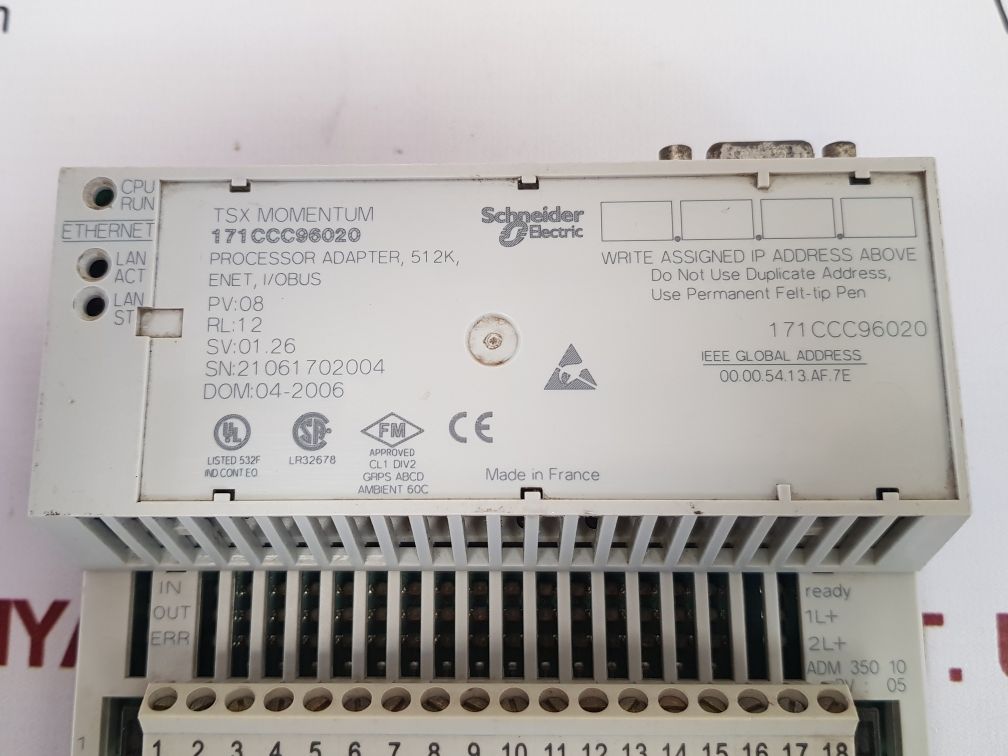 CPU
RUN
ETHERNET
LAN
ACT
LAN
ST
TSX MOMENTUM
171CCC96020
PROCESSOR ADAPTER, 512K,
ENET, I/OBUS
PV:08
RL:12
SV:01.26
SN:21061702004
DOM:04-2006
UL
LISTED 532F
IND.CONT.EQ.
LR32678
FM
APPROVED
CL1 DIV2
GRPS ABCD
AMBIENT 60C
CE
Made in France
Schneider
Electric
WRITE ASSIGNED IP ADDRESS ABOVE
Do Not Use Duplicate Address,
Use Permanent Felt-tip Pen
171CCC96020
IEEE GLOBAL ADDRESS
00.00.54.13.AF.7E
IN
OUT
ERR
ready
1L+
2L+
ADM 350 10
PV : 05
1 2 3 4 5 6 7 8 9 10 11 12 13 14 15 16 17 18